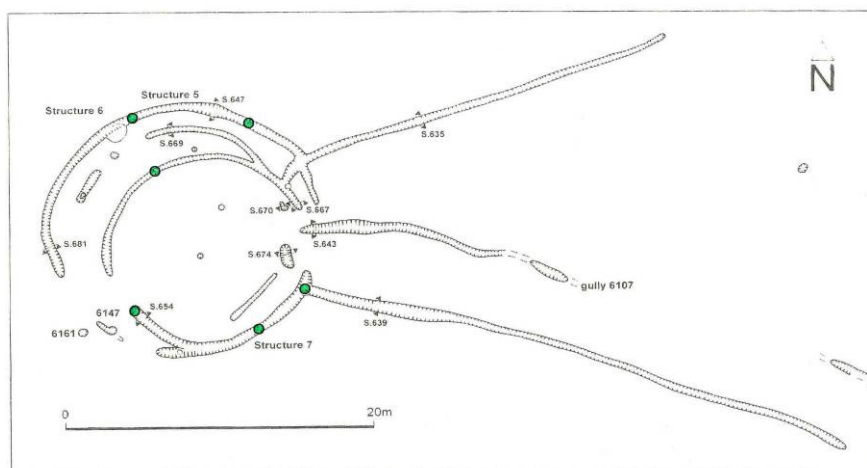 N
Structure 5
S.647
Structure 6
S.635
S.669
S.670
S.667
S.681
S.643
S.674
gully 6107
S.654
6147
S.639
6161
Structure 7
0
20m